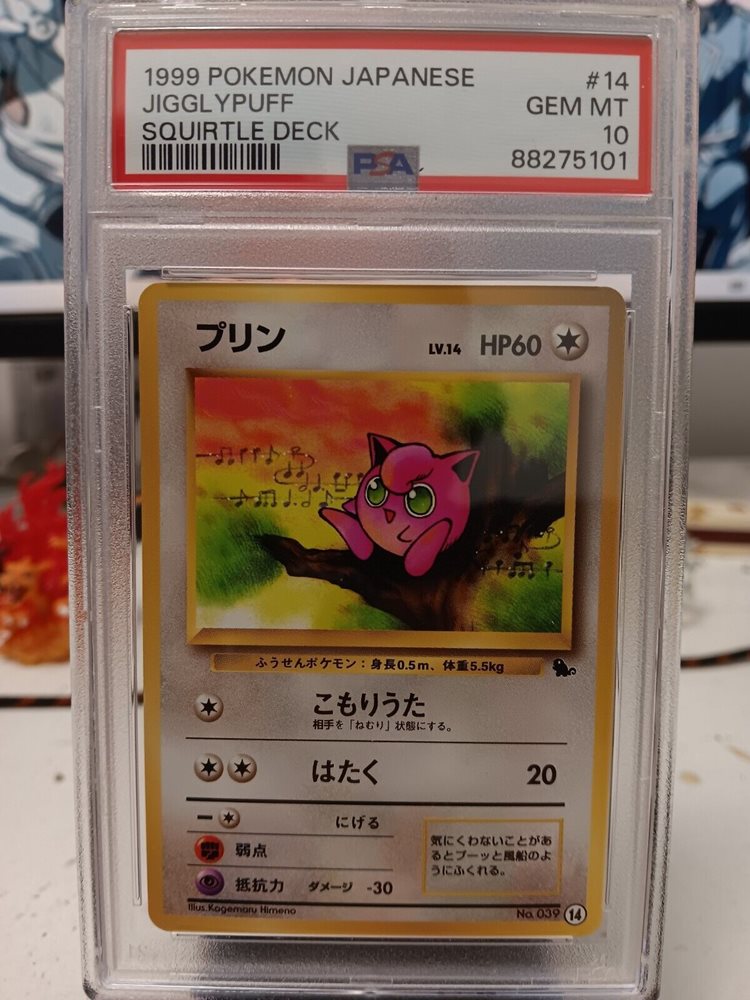 1999 POKEMON JAPANESE #14
JIGGLYPUFF GEM MT
SQUIRTLE DECK 10
PSA 88275101
プリン LV.14 HP60
ふうせんポケモン：身長0.5m、体重5.5kg
こもりうた
相手を「ねむり」状態にする。
はたく 20
にげる
弱点
抵抗力 ダメージ -30
気にくわないことがあ
るとプーッと風船のよ
うにふくれる。
Illus.Kagemaru Himeno No. 039 14